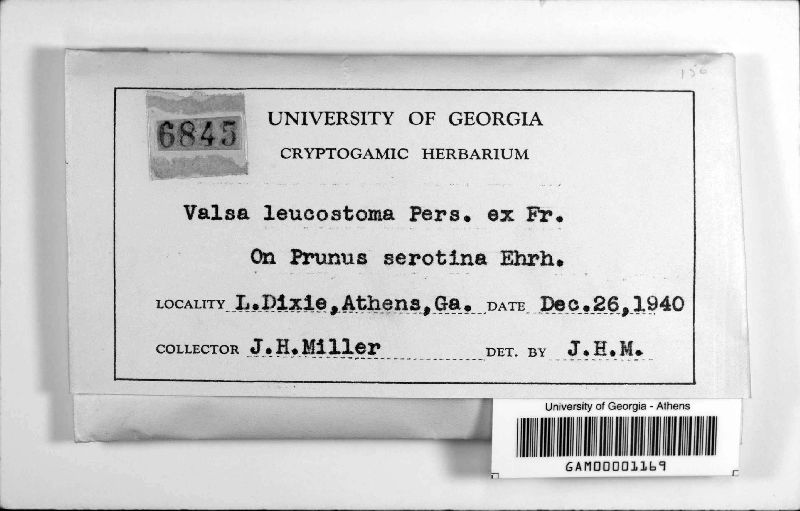 156
6845
UNIVERSITY OF GEORGIA
CRYPTOGAMIC HERBARIUM
Valsa leucostoma Pers. ex Fr.
On Prunus serotina Ehrh.
LOCALITY L.Dixie,Athens,Ga. DATE Dec.26,1940
COLLECTOR J.H.Miller DET. BY J.H.M.
University of Georgia - Athens
GAM00001169